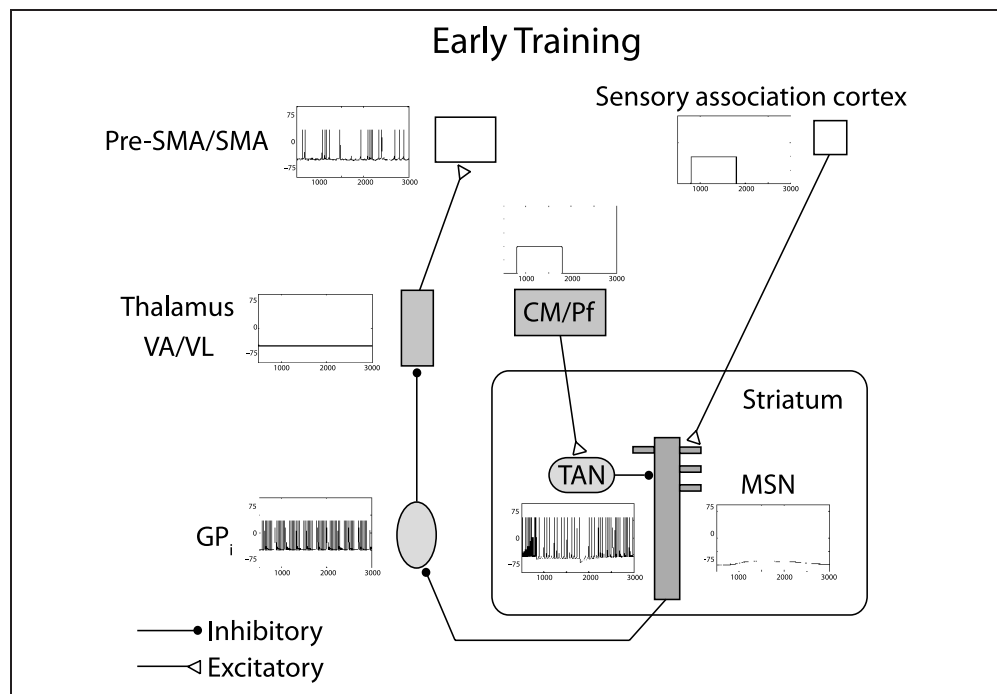 Early Training
Sensory association cortex
Pre-SMA/SMA
75
0
−75
1000 2000 3000
1000 2000 3000
1000 2000 3000
Thalamus
VA/VL
75
0
−75
1000 2000 3000
CM/Pf
Striatum
TAN
MSN
GPi
75
0
−75
1000 2000 3000
75
0
−75
1000 2000 3000
75
0
−75
1000 2000 3000
Inhibitory
Excitatory